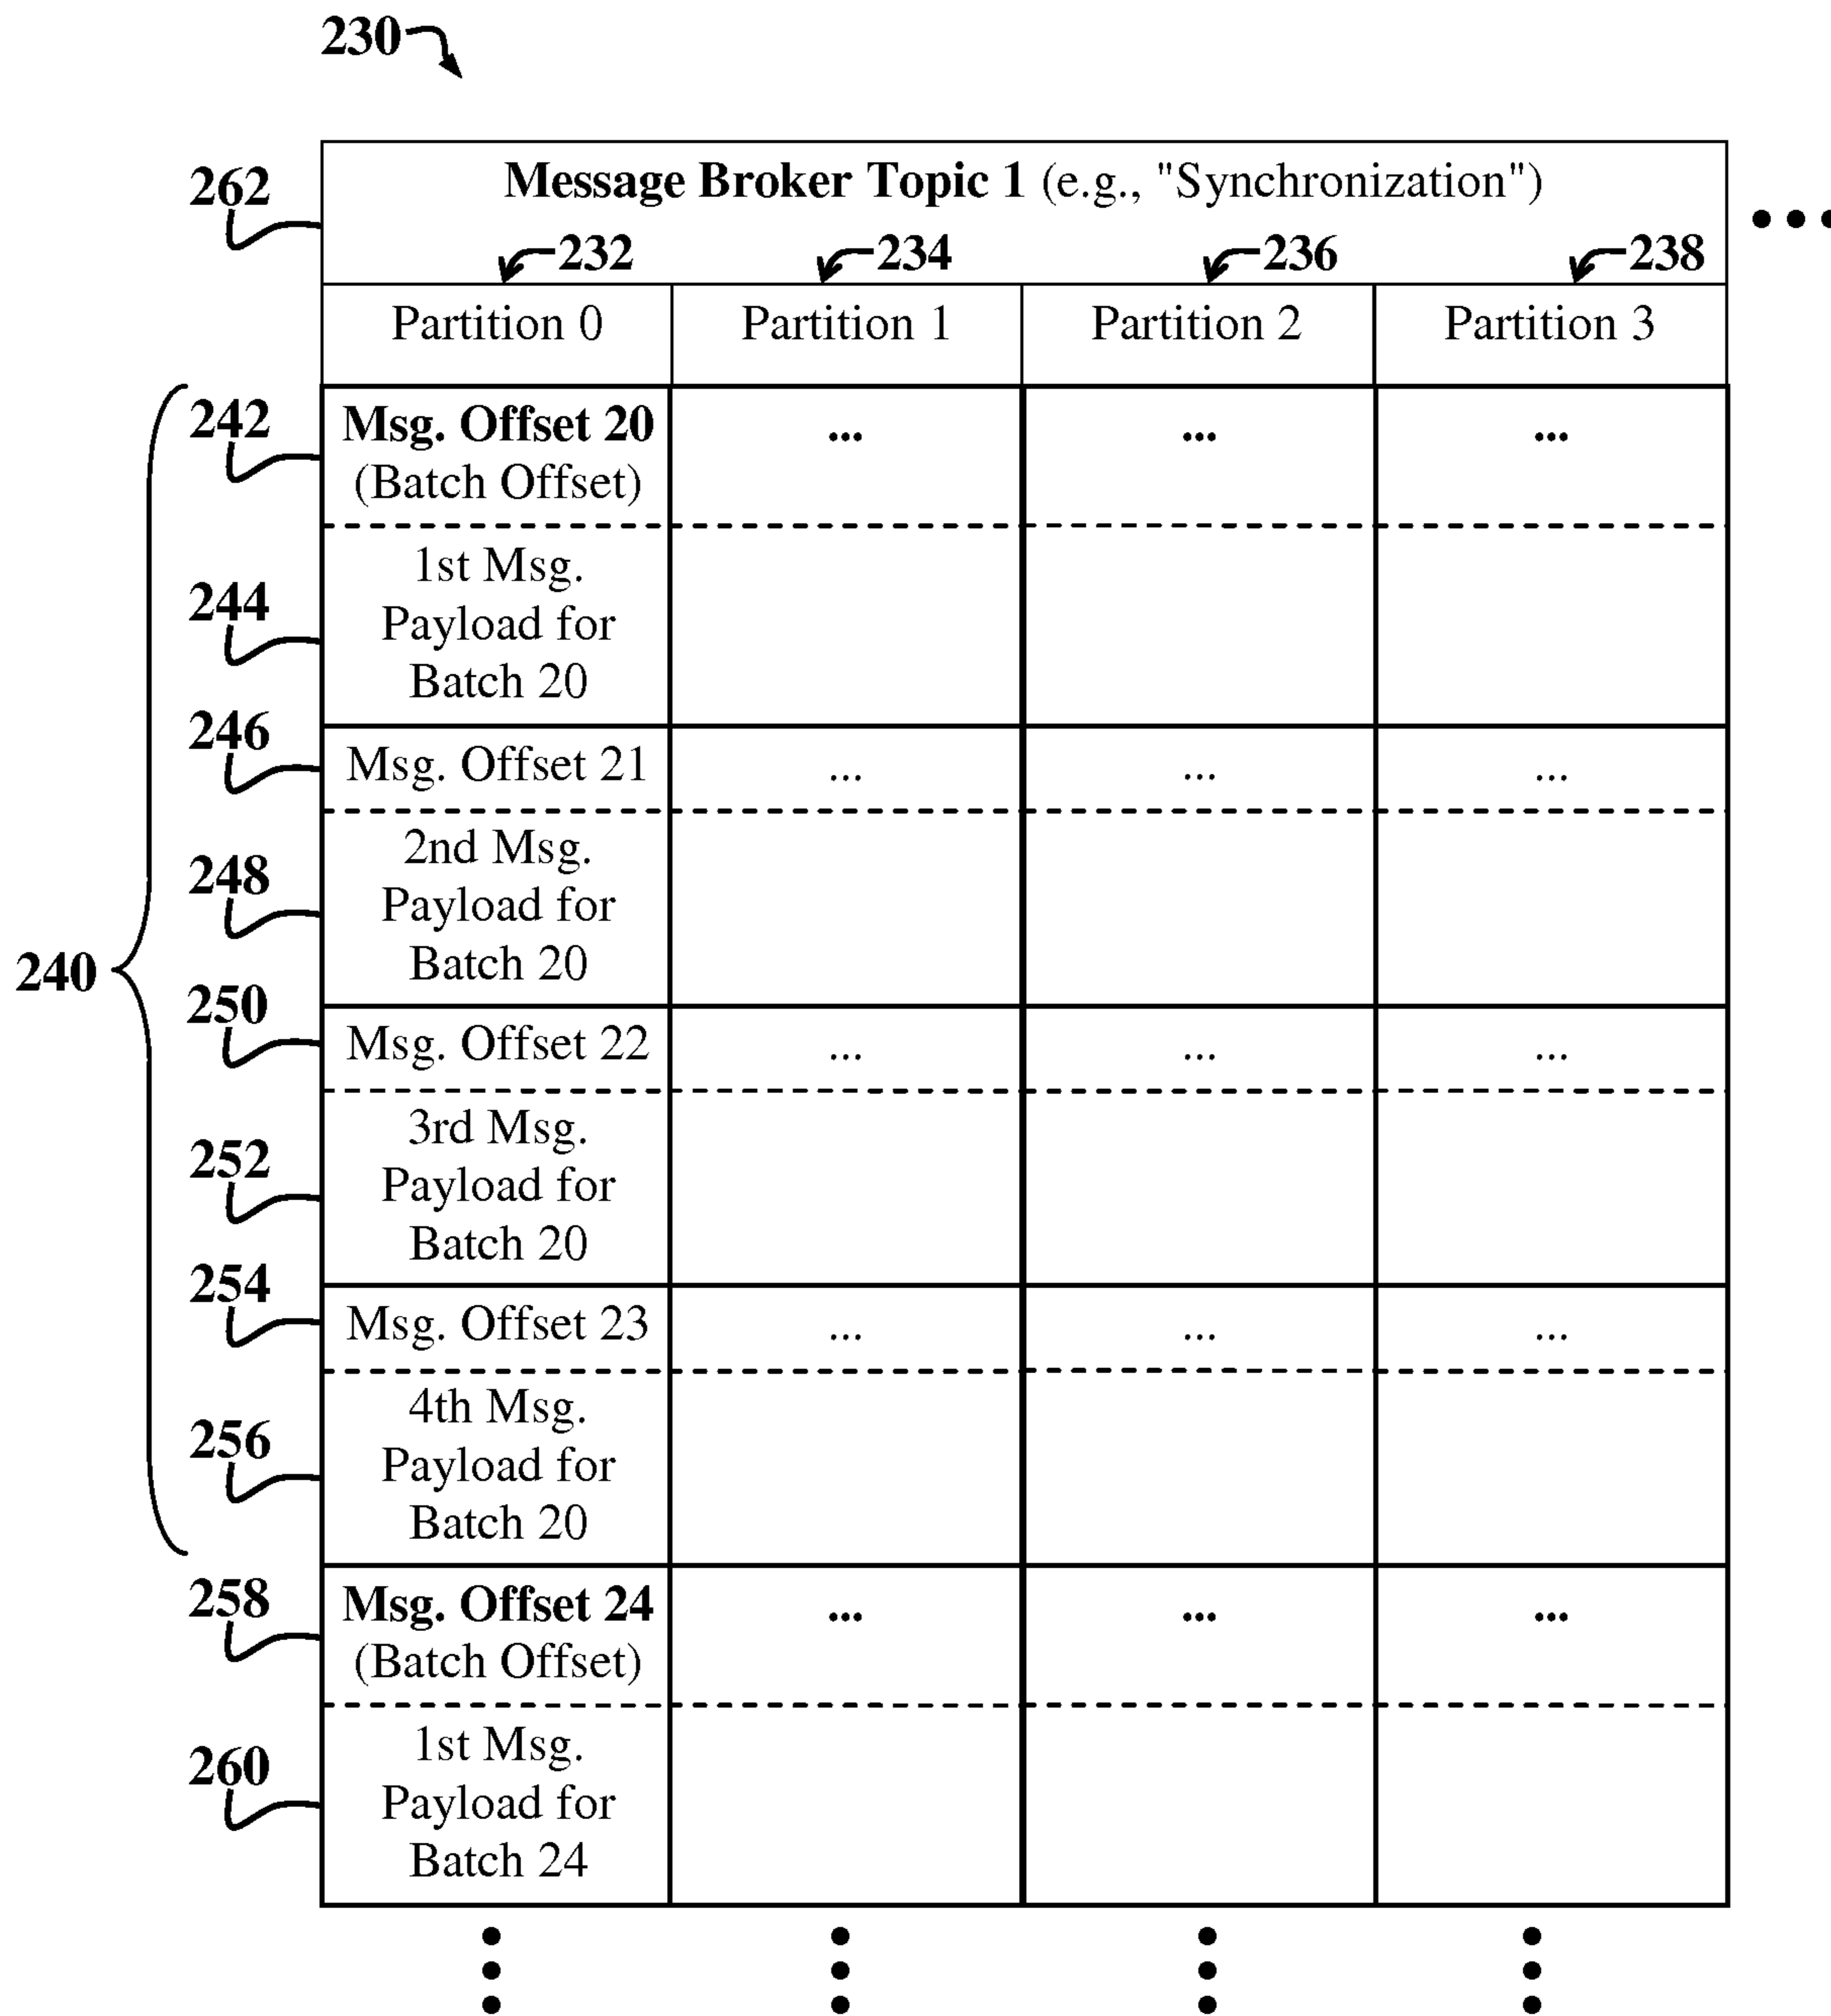 230
262
Message Broker Topic 1 (e.g., "Synchronization")
232 234 236 238
Partition 0 Partition 1 Partition 2 Partition 3
240
242
Msg. Offset 20 ... ... ...
(Batch Offset)
244
1st Msg.
Payload for
Batch 20
246
Msg. Offset 21 ... ... ...
248
2nd Msg.
Payload for
Batch 20
250
Msg. Offset 22 ... ... ...
252
3rd Msg.
Payload for
Batch 20
254
Msg. Offset 23 ... ... ...
256
4th Msg.
Payload for
Batch 20
258
Msg. Offset 24 ... ... ...
(Batch Offset)
260
1st Msg.
Payload for
Batch 24